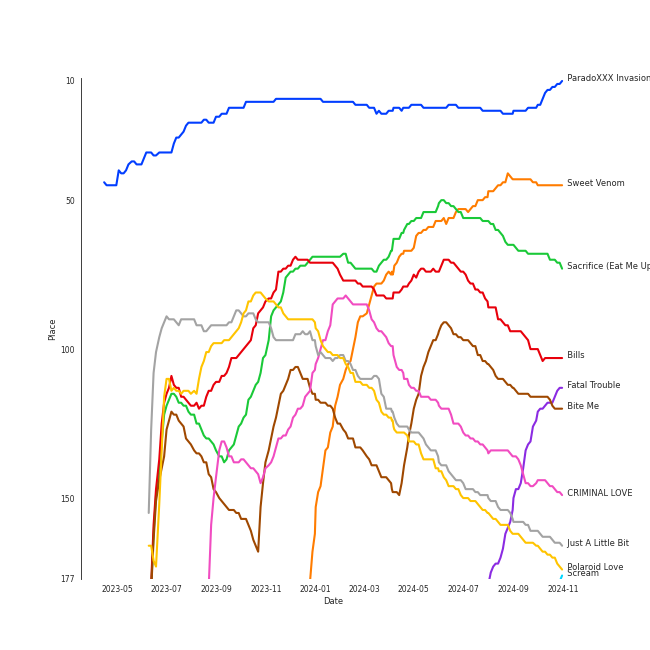 10
ParadoXXX Invasion
Sweet Venom
50
Sacrifice (Eat Me Up
Place
100
Bills
Fatal Trouble
Bite Me
CRIMINAL LOVE
150
Just A Little Bit
Polaroid Love
Scream
177
2023-05 2023-07 2023-09 2023-11 2024-01 2024-03 2024-05 2024-07 2024-09 2024-11
Date